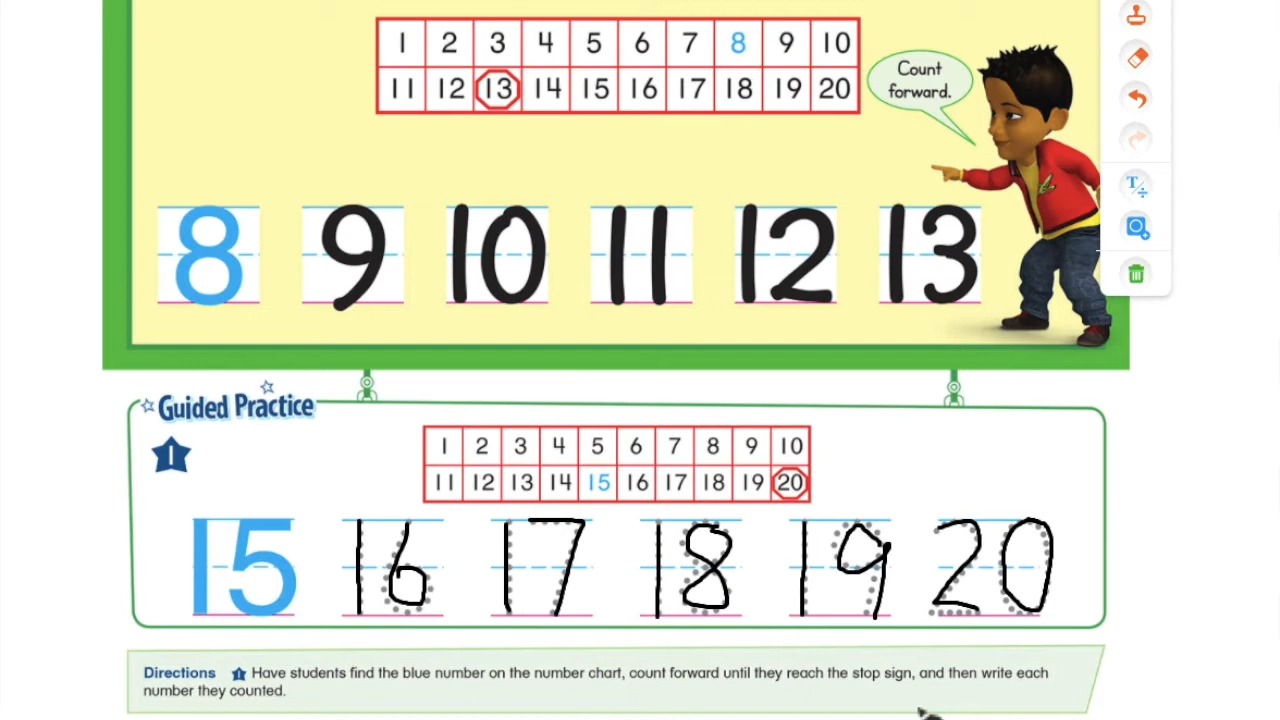 1 2 3 4 5 6 7 8 9 10
11 12 13 14 15 16 17 18 19 20
Count
forward.
8 9 10 11 12 13
Guided Practice
1
1 2 3 4 5 6 7 8 9 10
11 12 13 14 15 16 17 18 19 20
15 16 17 18 19 20
Directions 1 Have students find the blue number on the number chart, count forward until they reach the stop sign, and then write each
number they counted.
T÷